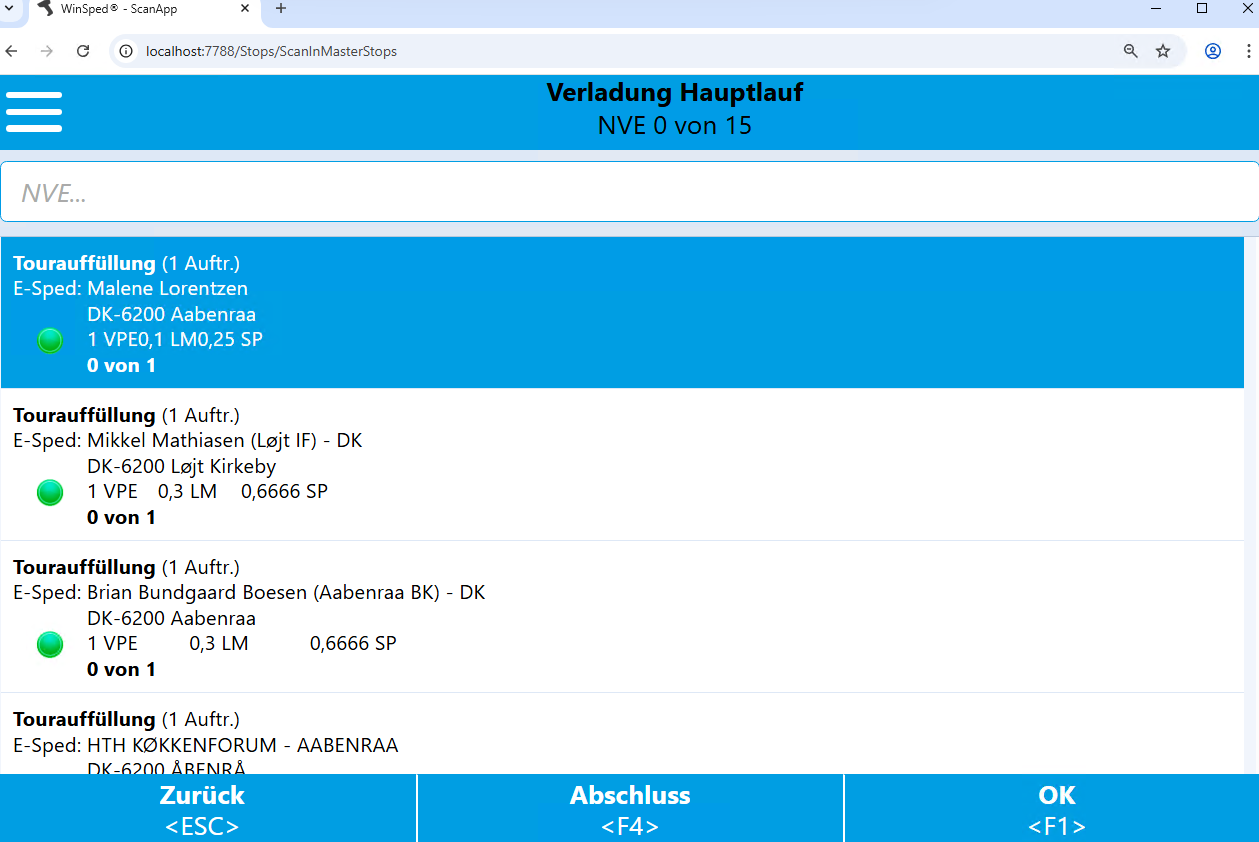 WinSped® - ScanApp
localhost:7788/Stops/ScanInMasterStops
Verladung Hauptlauf
NVE 0 von 15
NVE...
Tourauffüllung (1 Auftr.)
E-Sped: Malene Lorentzen
DK-6200 Aabenraa
1 VPE0,1 LM0,25 SP
0 von 1
Tourauffüllung (1 Auftr.)
E-Sped: Mikkel Mathiasen (Løjt IF) - DK
DK-6200 Løjt Kirkeby
1 VPE 0,3 LM 0,6666 SP
0 von 1
Tourauffüllung (1 Auftr.)
E-Sped: Brian Bundgaard Boesen (Aabenraa BK) - DK
DK-6200 Aabenraa
1 VPE 0,3 LM 0,6666 SP
0 von 1
Tourauffüllung (1 Auftr.)
E-Sped: HTH KØKKENFORUM - AABENRAA
DK-6200 ÅBENRÅ
Zurück
<ESC>
Abschluss
<F4>
OK
<F1>